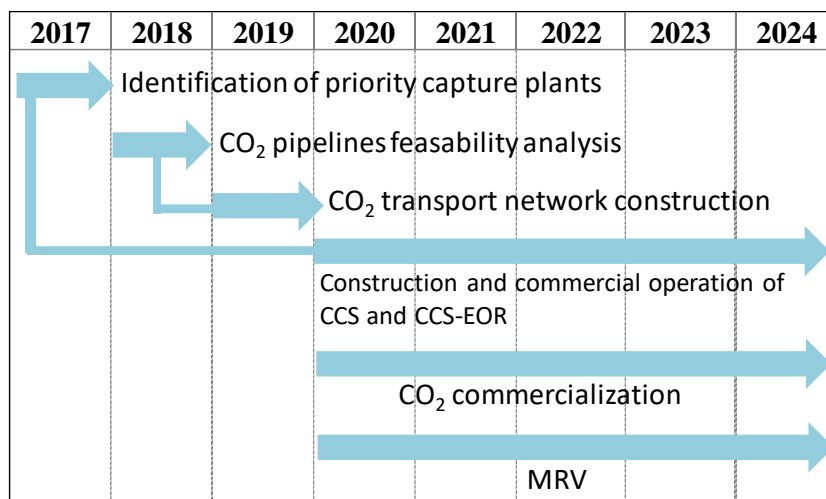 2017 2018 2019 2020 2021 2022 2023 2024
Identification of priority capture plants
CO₂ pipelines feasability analysis
CO₂ transport network construction
Construction and commercial operation of
CCS and CCS-EOR
CO₂ commercialization
MRV